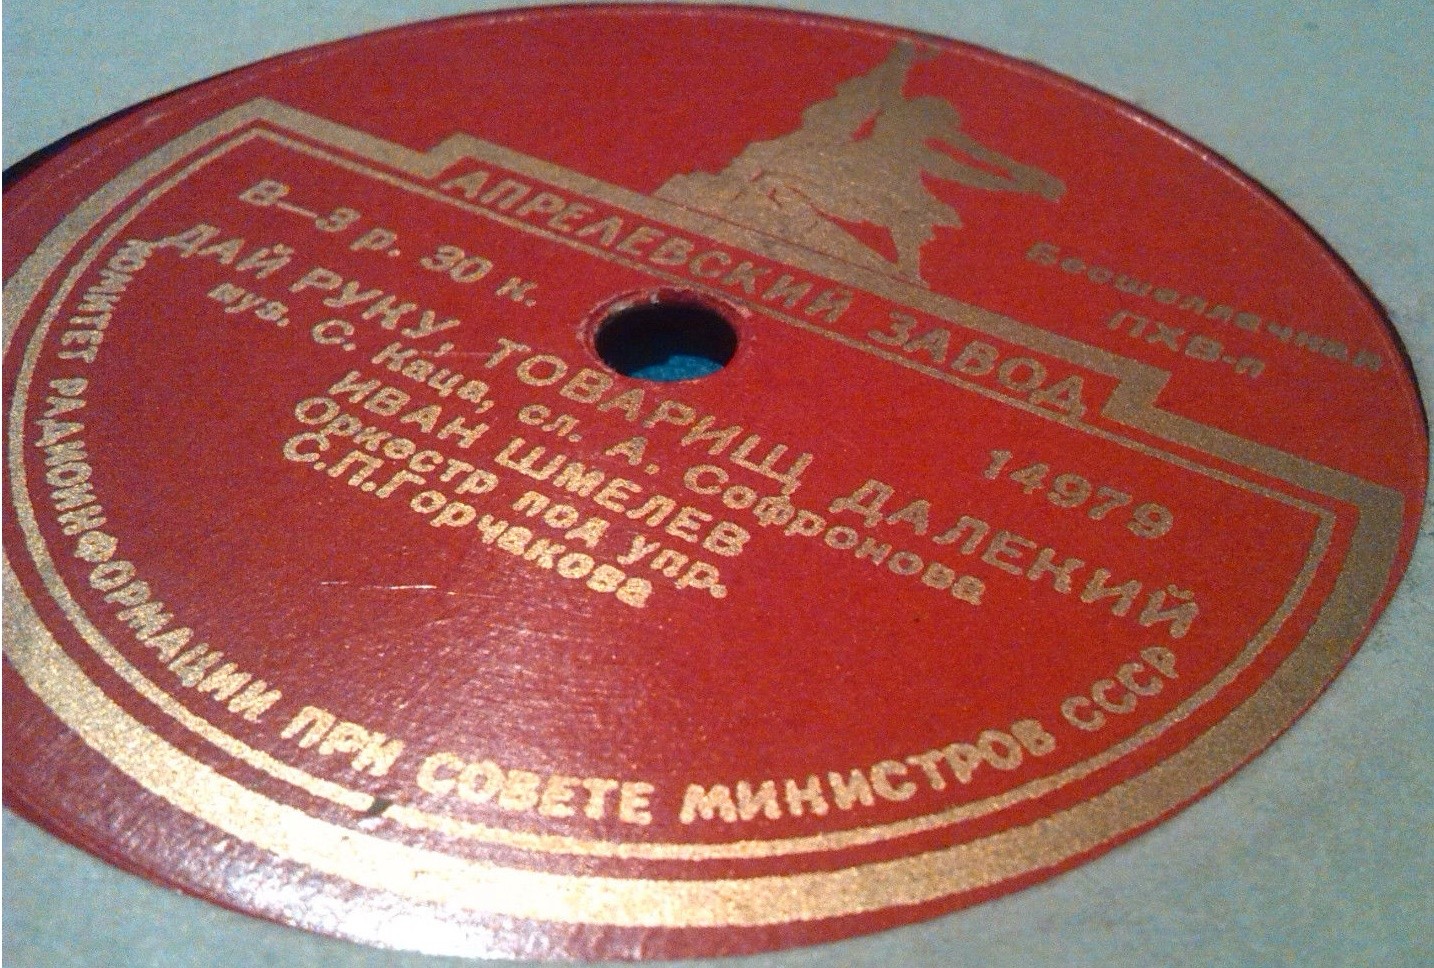 Бесшеллачная
ПХВ-п
АПРЕЛЕВСКИЙ ЗАВОД
В—3 р. 30 к.
14979
ДАЙ РУКУ, ТОВАРИЩ ДАЛЕКИЙ
муз. С. Каца, сл. А. Софронова
ИВАН ШМЕЛЕВ
Оркестр под упр.
С.П.Горчакова
КОМИТЕТ РАДИОИНФОРМАЦИИ ПРИ СОВЕТЕ МИНИСТРОВ СССР